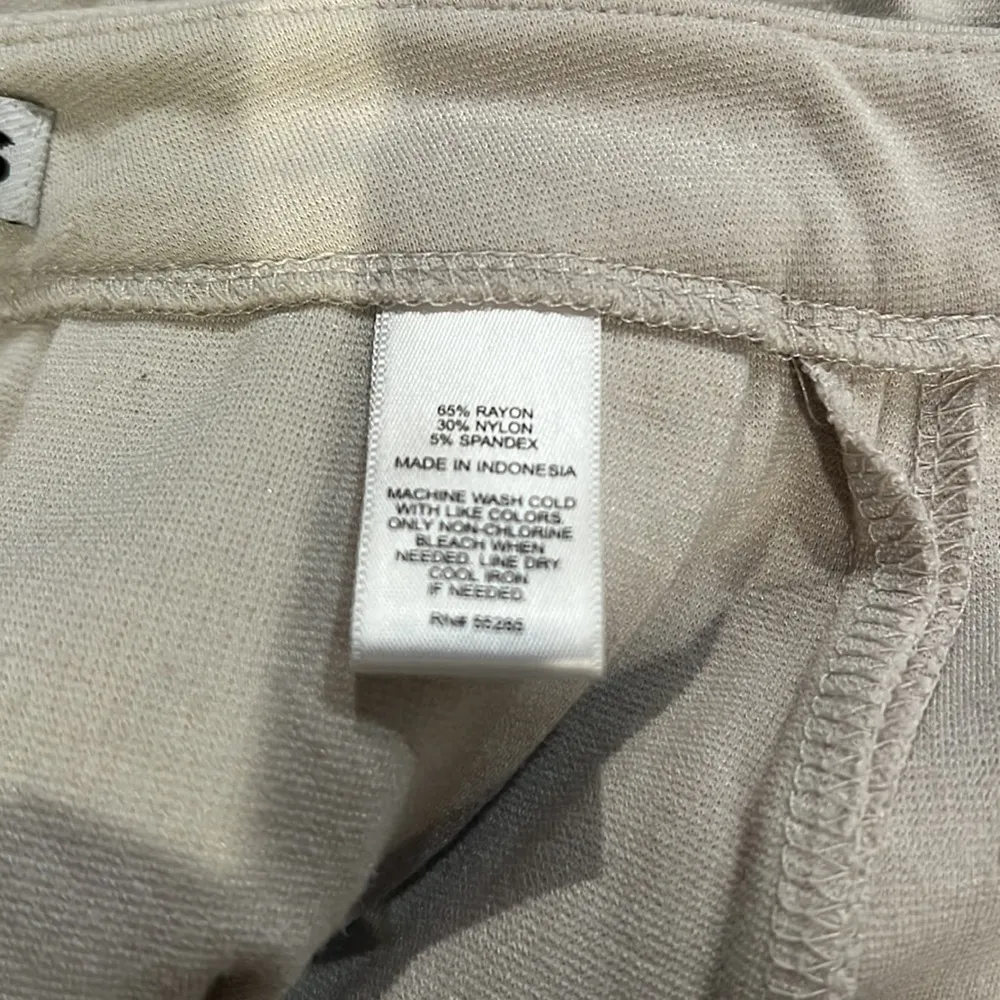 65% RAYON
30% NYLON
5% SPANDEX
MADE IN INDONESIA
MACHINE WASH COLD
WITH LIKE COLORS.
ONLY NON-CHLORINE
BLEACH WHEN
NEEDED. LINE DRY.
COOL IRON
IF NEEDED.
RN#